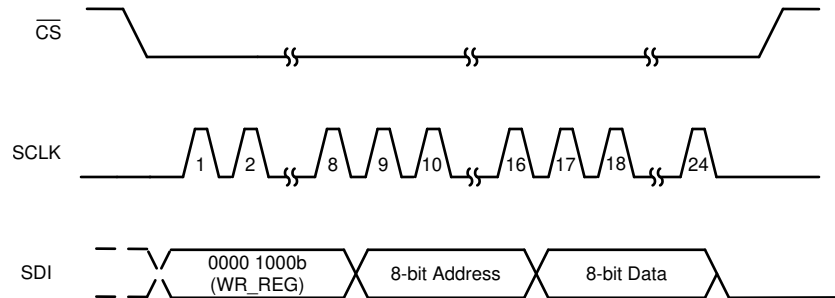 CS
SCLK
1 2 8 9 10 16 17 18 24
SDI
0000 1000b
(WR_REG)
8-bit Address
8-bit Data